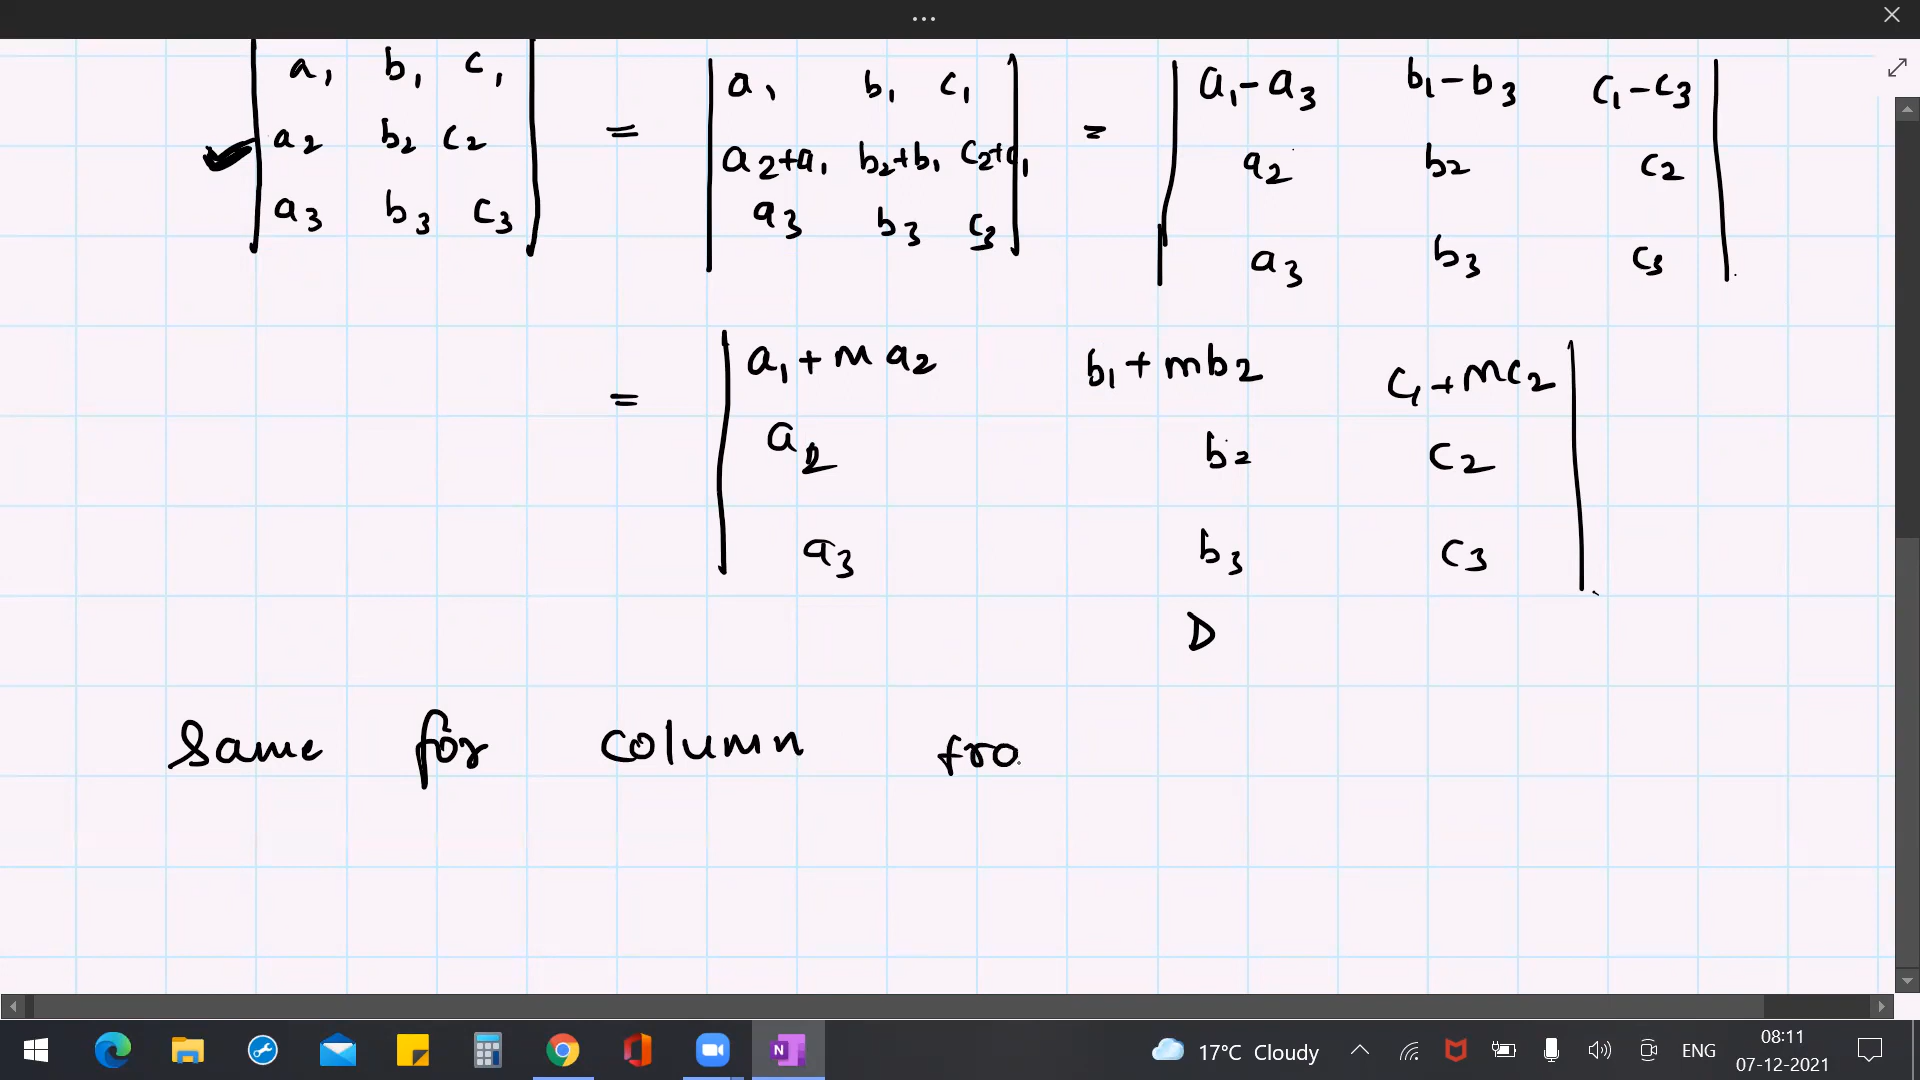 a₁ b₁ c₁
a₂ b₂ c₂
a₃ b₃ c₃
=
a₁ b₁ c₁
a₂+a₁ b₂+b₁ c₂+c₁
a₃ b₃ c₃
=
a₁-a₃ b₁-b₃ c₁-c₃
a₂ b₂ c₂
a₃ b₃ c₃
=
a₁+ma₂ b₁+mb₂ c₁+mc₂
a₂ b₂ c₂
a₃ b₃ c₃
D
Same for column fro
17°C Cloudy
ENG
08:11
07-12-2021